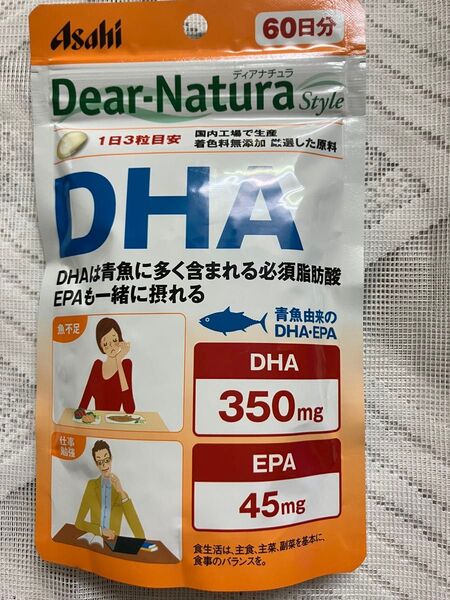 Asahi
60日分
ディアナチュラ
Dear-Natura Style
1日3粒目安
国内工場で生産
着色料無添加 厳選した原料
DHA
DHAは青魚に多く含まれる必須脂肪酸
EPAも一緒に摂れる
魚不足
青魚由来の
DHA・EPA
DHA
350mg
仕事
勉強
EPA
45mg
食生活は、主食、主菜、副菜を基本に、
食事のバランスを。